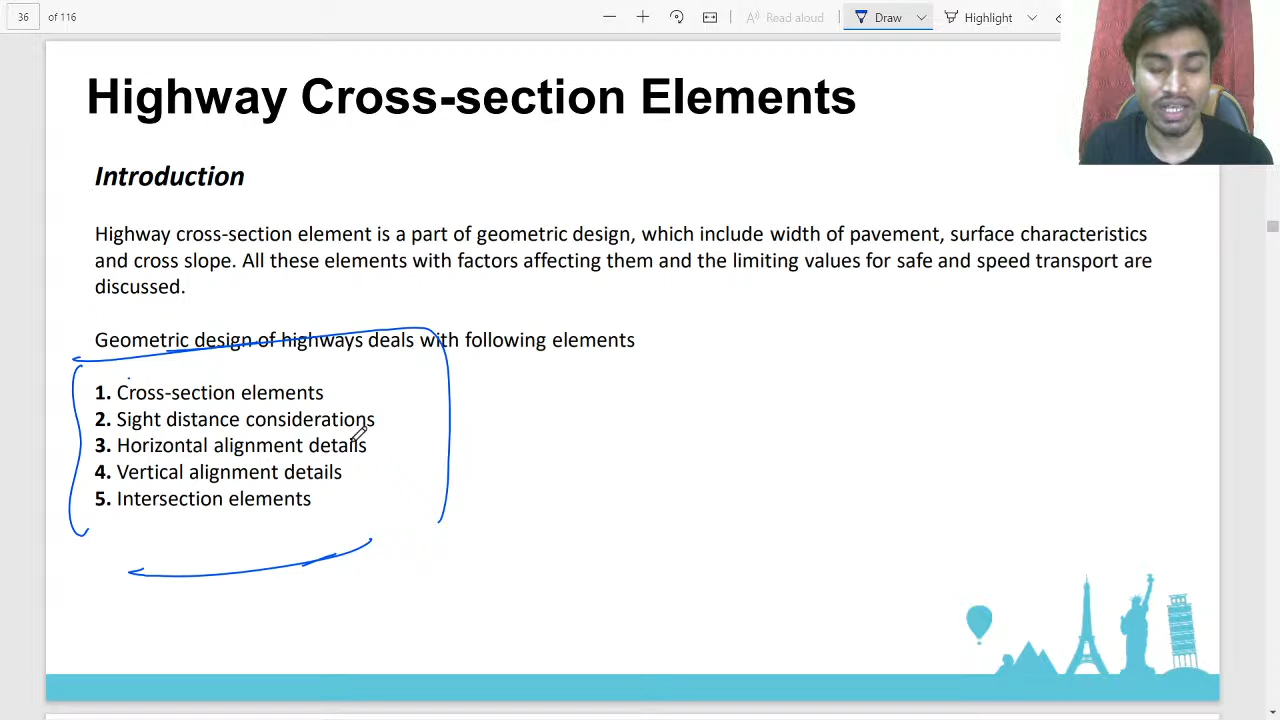 36 of 116
Read aloud
Draw
Highlight
Highway Cross-section Elements
Introduction
Highway cross-section element is a part of geometric design, which include width of pavement, surface characteristics
and cross slope. All these elements with factors affecting them and the limiting values for safe and speed transport are
discussed.
Geometric design of highways deals with following elements
1. Cross-section elements
2. Sight distance considerations
3. Horizontal alignment details
4. Vertical alignment details
5. Intersection elements